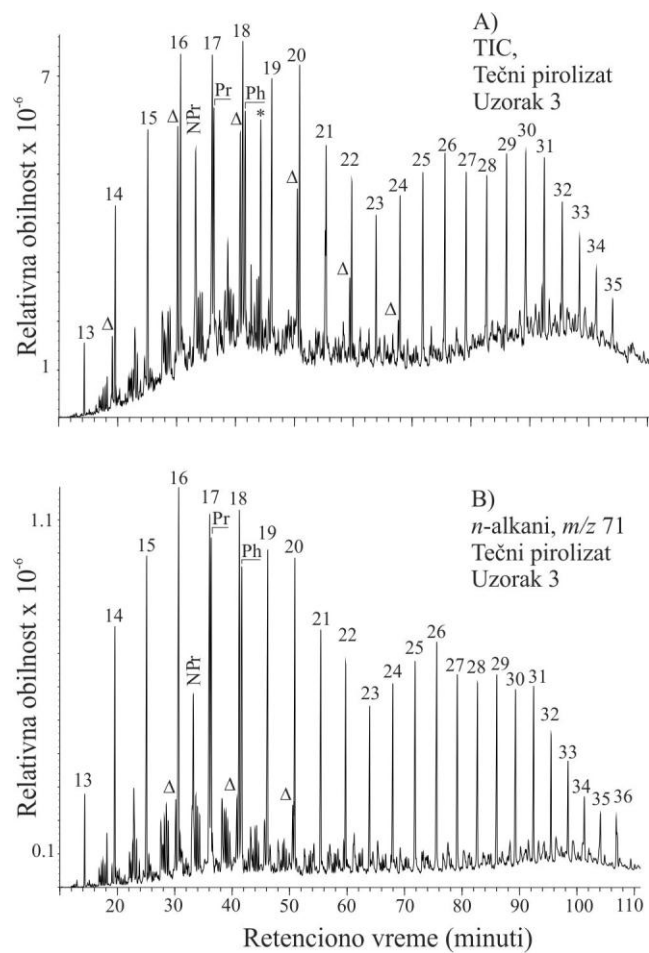 A)
TIC,
Tečni pirolizat
Uzorak 3
Relativna obilnost x 10-6
7
1
13
Δ
14
15
Δ
16
NPr
17
Pr
Δ
18
Ph
*
19
Δ
20
21
Δ
22
23
Δ
24
25
26
27
28
29
30
31
32
33
34
35
B)
n-alkani, m/z 71
Tečni pirolizat
Uzorak 3
Relativna obilnost x 10-6
1.1
0.1
13
14
15
Δ
16
NPr
17
Pr
Δ
18
Ph
19
Δ
20
21
22
23
24
25
26
27
28
29
30
31
32
33
34
35
36
20 30 40 50 60 70 80 90 100 110
Retenciono vreme (minuti)